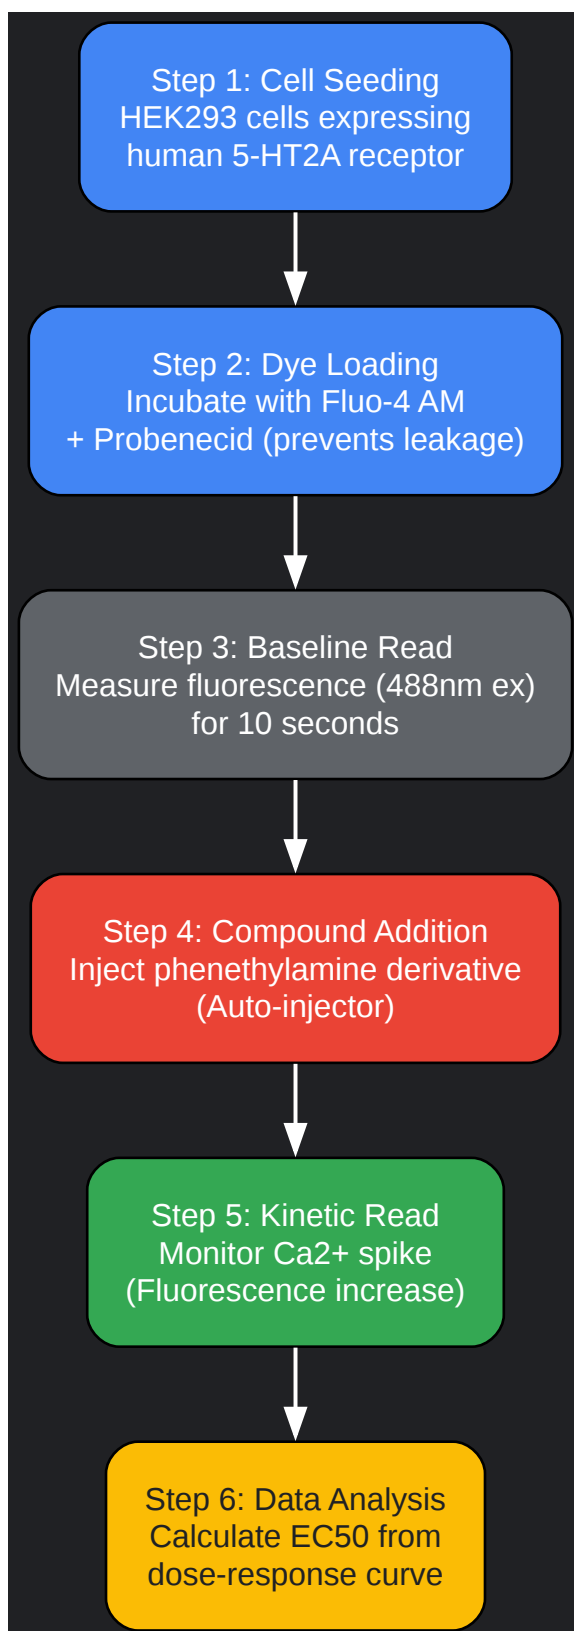 Step 1: Cell Seeding
HEK293 cells expressing
human 5-HT2A receptor
Step 2: Dye Loading
Incubate with Fluo-4 AM
+ Probenecid (prevents leakage)
Step 3: Baseline Read
Measure fluorescence (488nm ex)
for 10 seconds
Step 4: Compound Addition
Inject phenethylamine derivative
(Auto-injector)
Step 5: Kinetic Read
Monitor Ca2+ spike
(Fluorescence increase)
Step 6: Data Analysis
Calculate EC50 from
dose-response curve